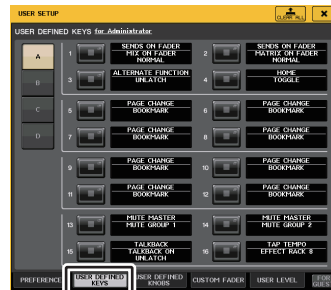 USER SETUP
CLEAR ALL
USER DEFINED KEYS for Administrator
A
B
C
D
1
SENDS ON FADER
MIX ON FADER
NORMAL
2
SENDS ON FADER
MATRIX ON FADER
NORMAL
3
ALTERNATE FUNCTION
UNLATCH
4
HOME
TOGGLE
5
PAGE CHANGE
BOOKMARK
6
PAGE CHANGE
BOOKMARK
7
PAGE CHANGE
BOOKMARK
8
PAGE CHANGE
BOOKMARK
9
PAGE CHANGE
BOOKMARK
10
PAGE CHANGE
BOOKMARK
11
PAGE CHANGE
BOOKMARK
12
PAGE CHANGE
BOOKMARK
13
MUTE MASTER
MUTE GROUP 1
14
MUTE MASTER
MUTE GROUP 2
15
TALKBACK
TALKBACK ON
UNLATCH
16
TAP TEMPO
EFFECT RACK 8
PREFERENCE
USER DEFINED
KEYS
USER DEFINED
KNOBS
CUSTOM FADER
USER LEVEL
FOR
GUES